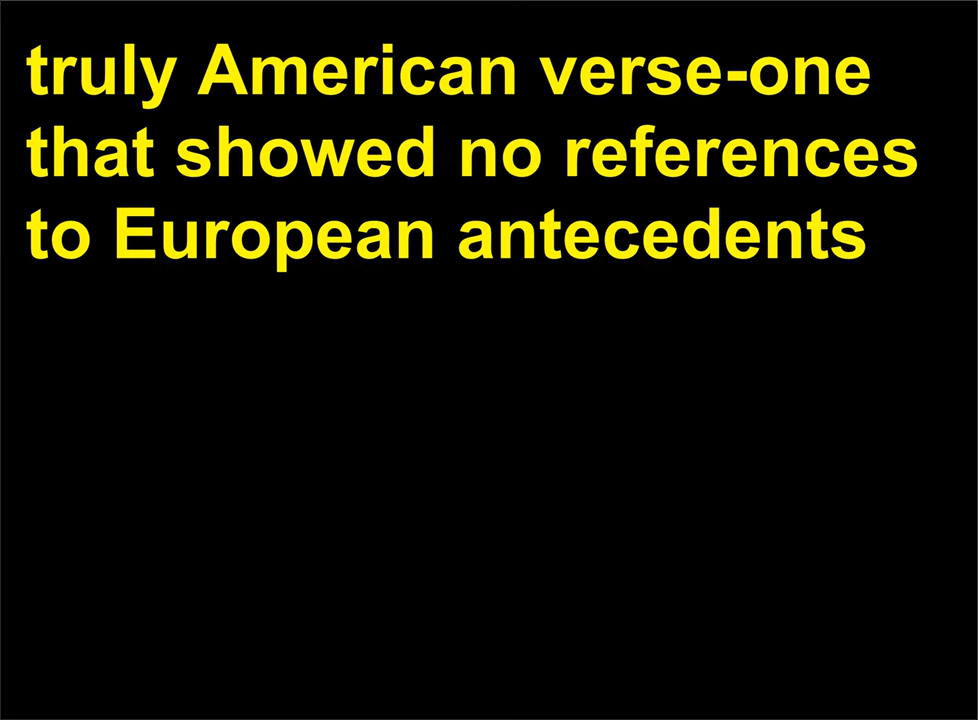 truly American verse-one
that showed no references
to European antecedents